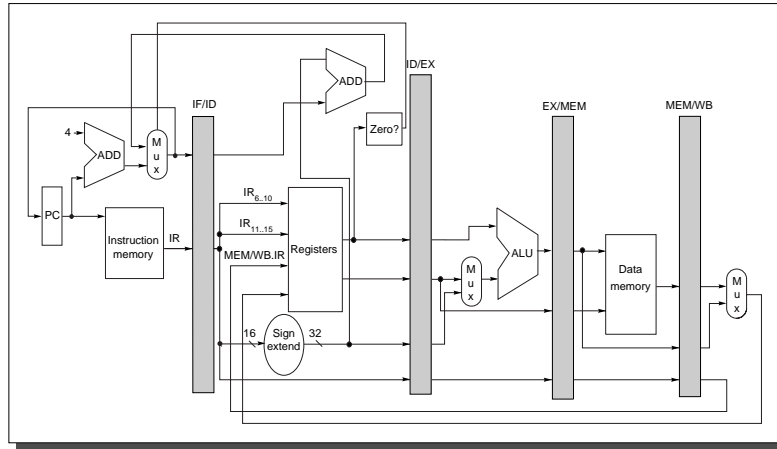 ID/EX
ADD
IF/ID
EX/MEM
MEM/WB
4
ADD
M
u
x
Zero?
PC
Instruction
memory
IR
IR6..10
IR11..15
MEM/WB.IR
Registers
M
u
x
ALU
Data
memory
M
u
x
16
Sign
extend
32